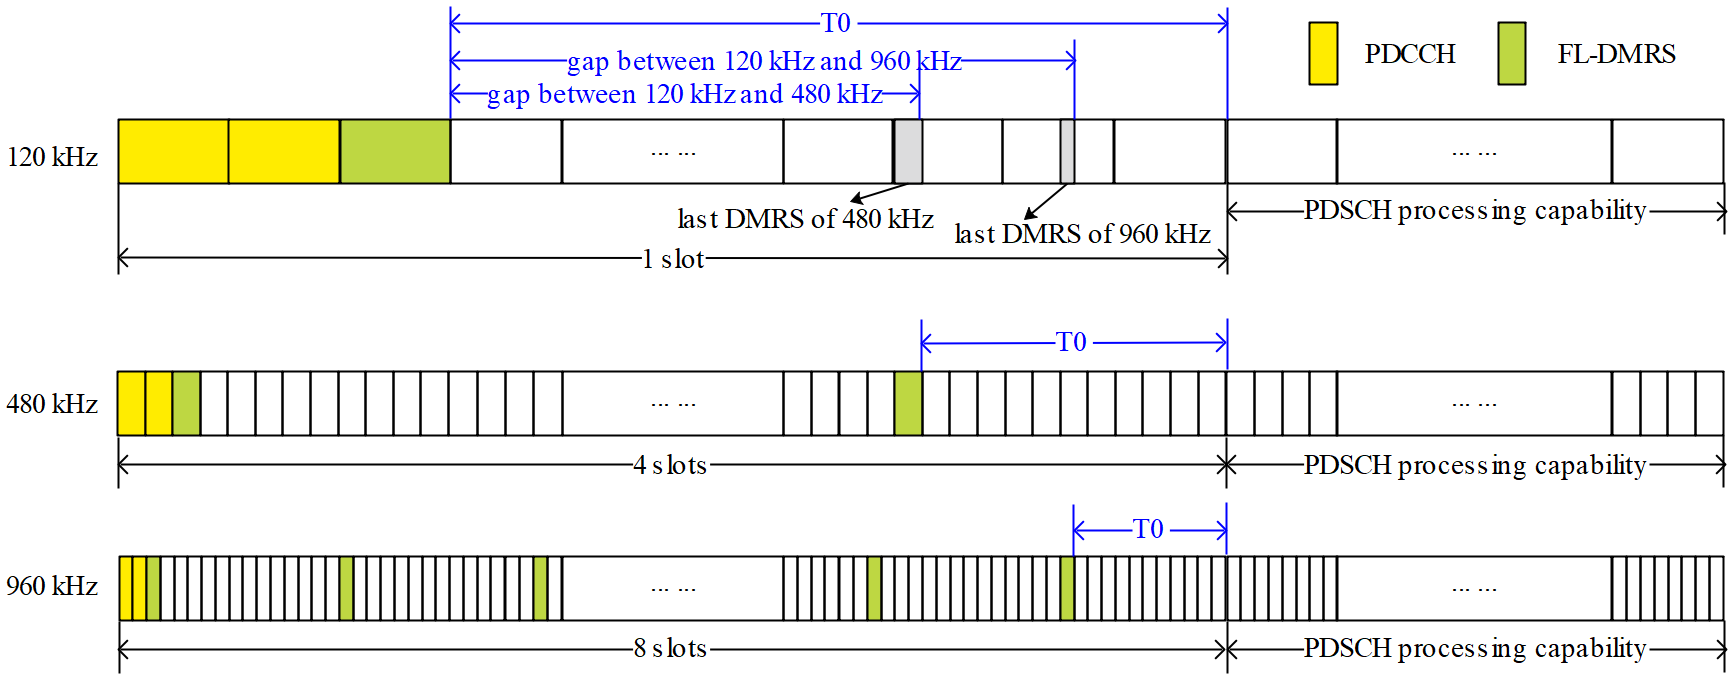 T0
PDCCH
FL-DMRS
gap between 120 kHz and 960 kHz
gap between 120 kHz and 480 kHz
120 kHz
... ...
... ...
last DMRS of 480 kHz
last DMRS of 960 kHz
PDSCH processing capability
1 slot
T0
480 kHz
... ...
... ...
4 slots
PDSCH processing capability
T0
960 kHz
... ...
... ...
8 slots
PDSCH processing capability